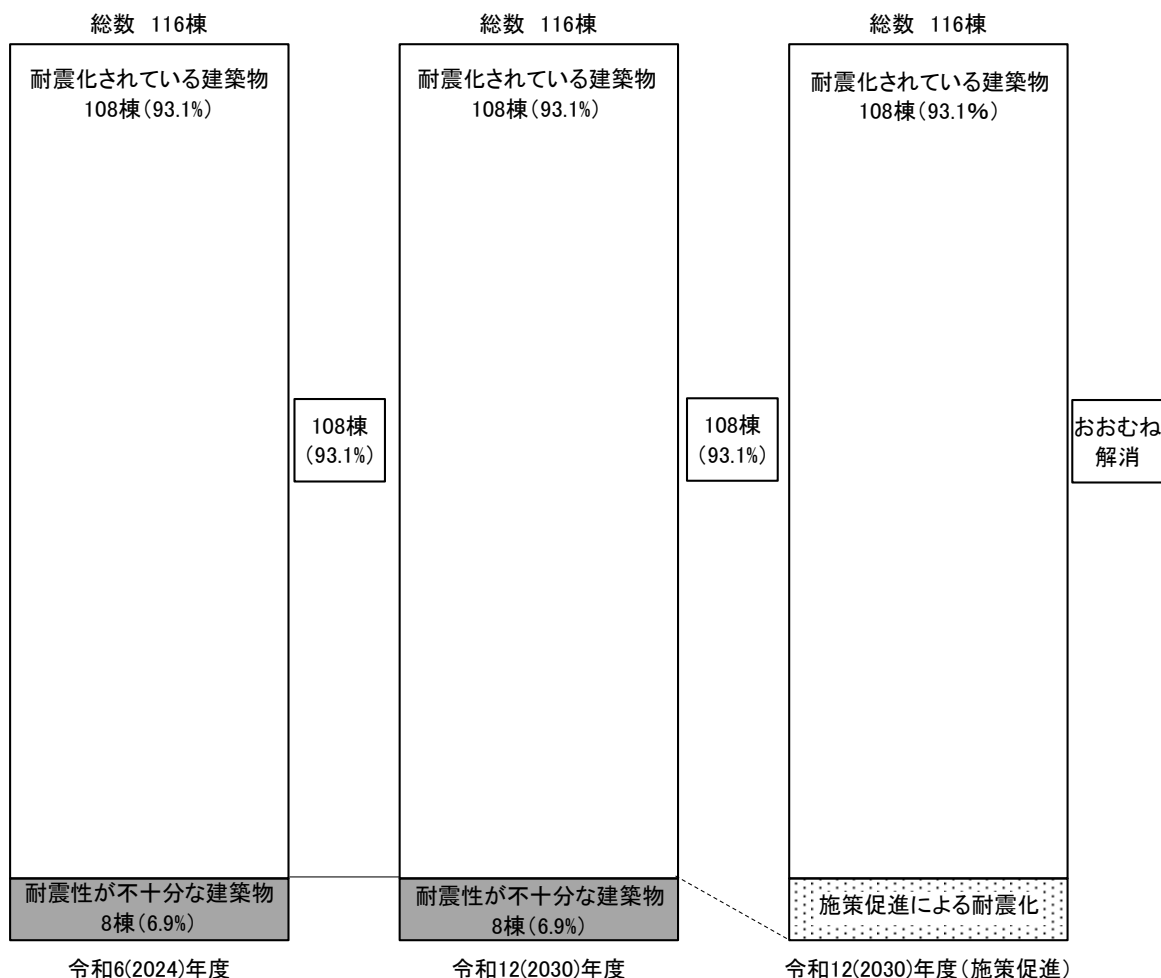 総数 116棟
耐震化されている建築物
108棟(93.1%)
108棟
(93.1%)
耐震性が不十分な建築物
8棟(6.9%)
令和6(2024)年度
総数 116棟
耐震化されている建築物
108棟(93.1%)
108棟
(93.1%)
耐震性が不十分な建築物
8棟(6.9%)
令和12(2030)年度
総数 116棟
耐震化されている建築物
108棟(93.1%)
おおむね
解消
施策促進による耐震化
令和12(2030)年度(施策促進)